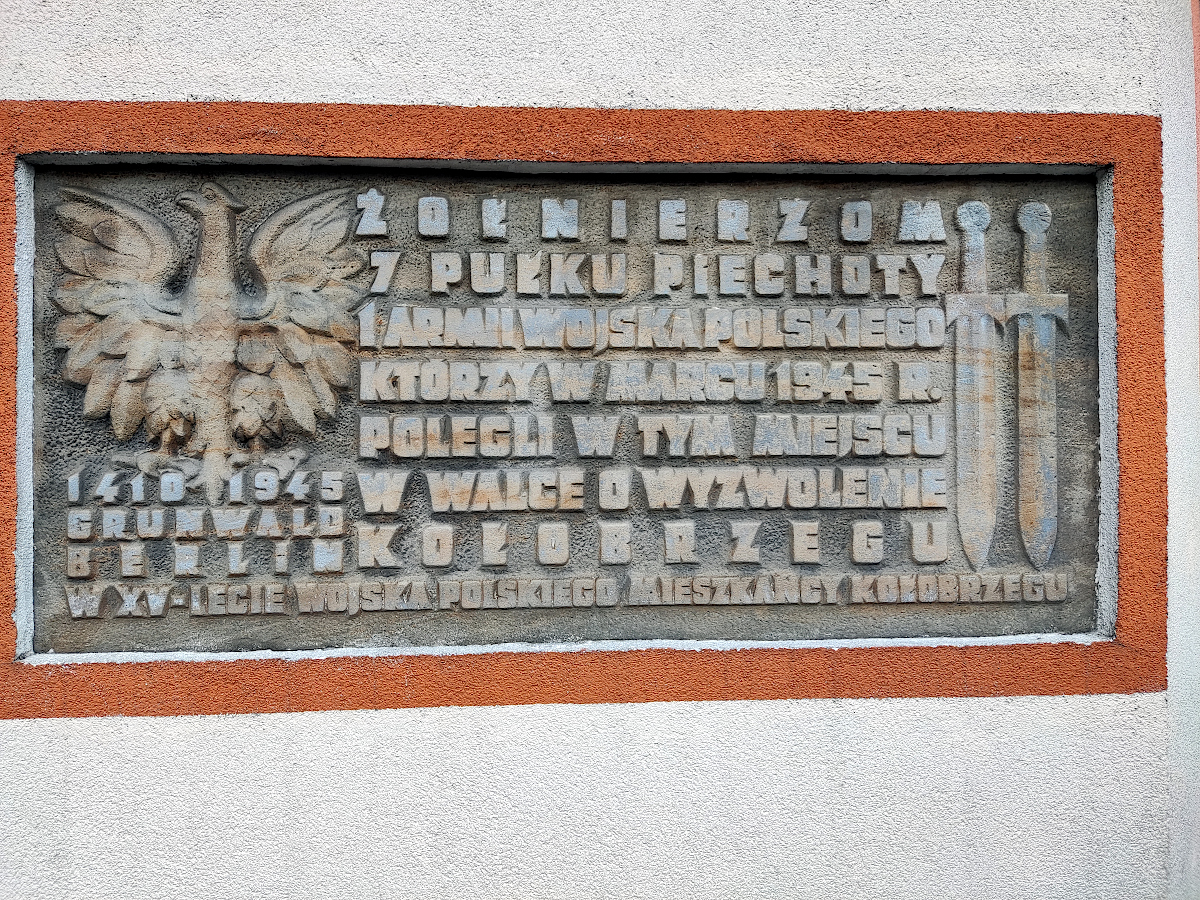 ŻOŁNIERZOM
7 PUŁKU PIECHOTY
1 ARMII WOJSKA POLSKIEGO
KTÓRZY W MARCU 1945 R.
POLEGLI W TYM MIEJSCU
W WALCE O WYZWOLENIE
KOŁOBRZEGU
1410 1945
GRUNWALD
BERLIN
W XV-LECIE WOJSKA POLSKIEGO MIESZKAŃCY KOŁOBRZEGU